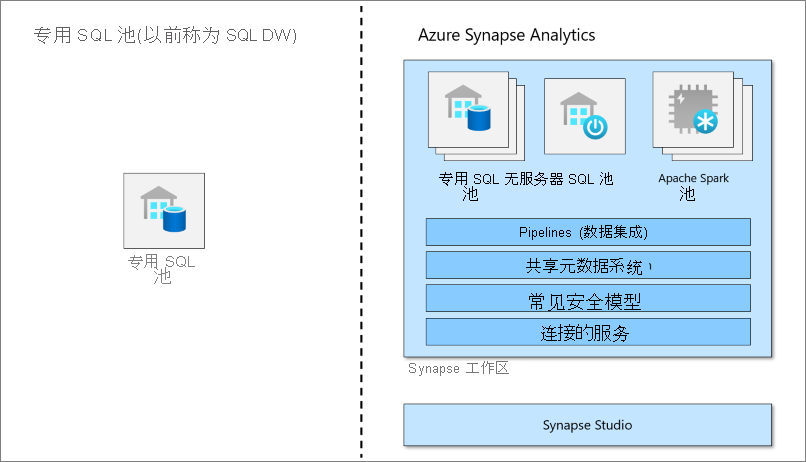 专用 SQL 池(以前称为 SQL DW)
专用 SQL
池
Azure Synapse Analytics
专用 SQL 无服务器 SQL 池
池
Apache Spark
池
Pipelines (数据集成)
共享元数据系统、
常见安全模型
连接的服务
Synapse 工作区
Synapse Studio